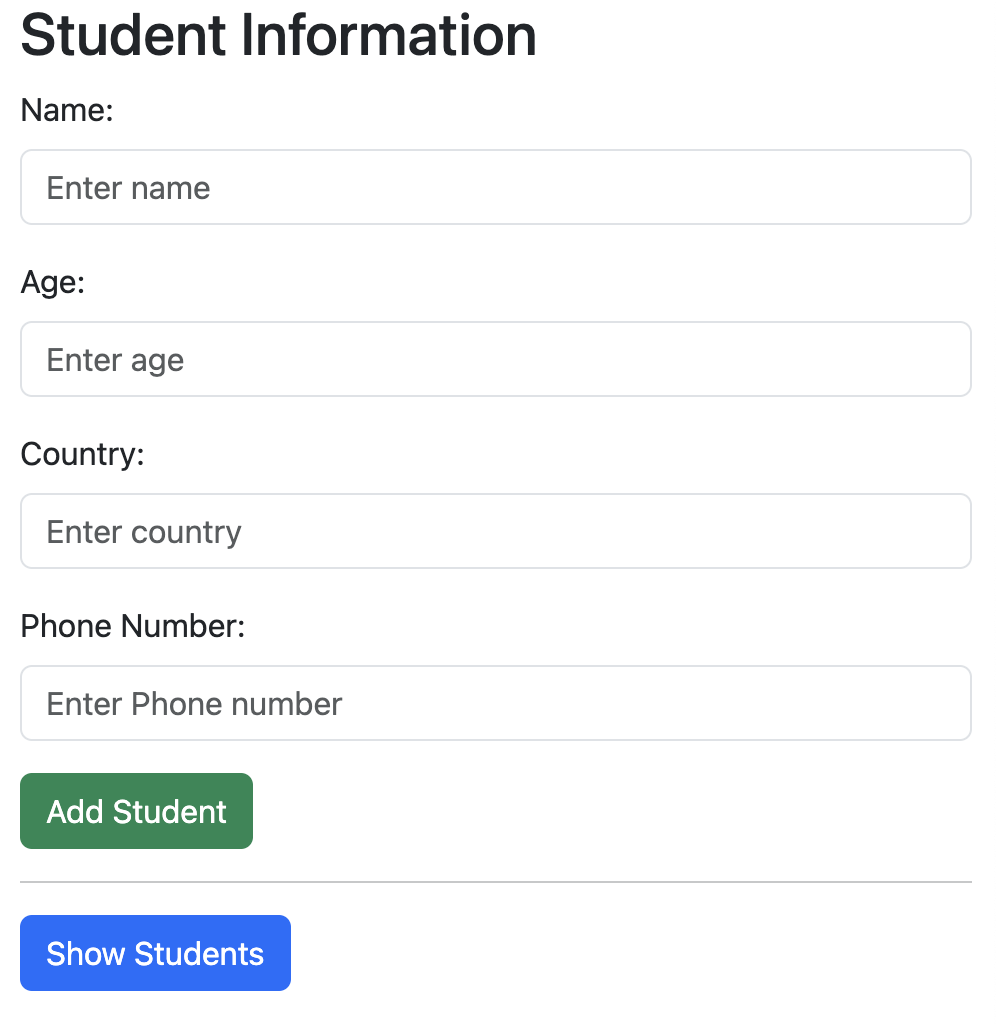 Student Information
Name:
Enter name
Age:
Enter age
Country:
Enter country
Phone Number:
Enter Phone number
Add Student
Show Students